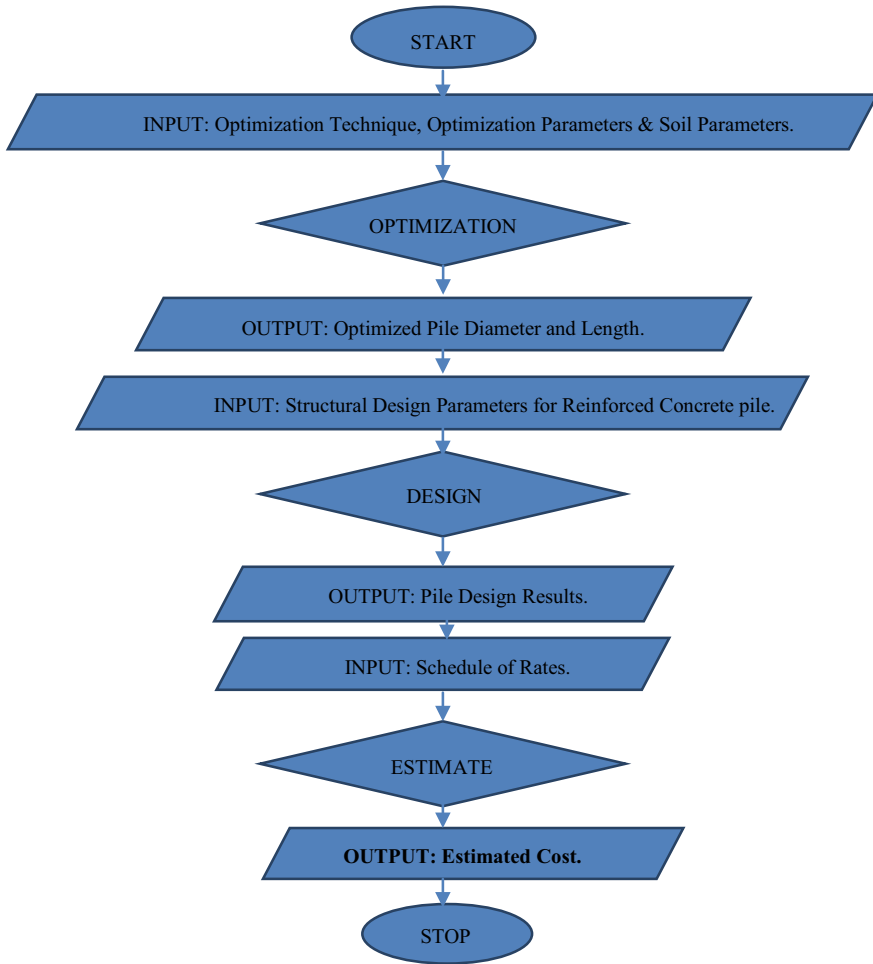 START
INPUT: Optimization Technique, Optimization Parameters & Soil Parameters.
OPTIMIZATION
OUTPUT: Optimized Pile Diameter and Length.
INPUT: Structural Design Parameters for Reinforced Concrete pile.
DESIGN
OUTPUT: Pile Design Results.
INPUT: Schedule of Rates.
ESTIMATE
OUTPUT: Estimated Cost.
STOP